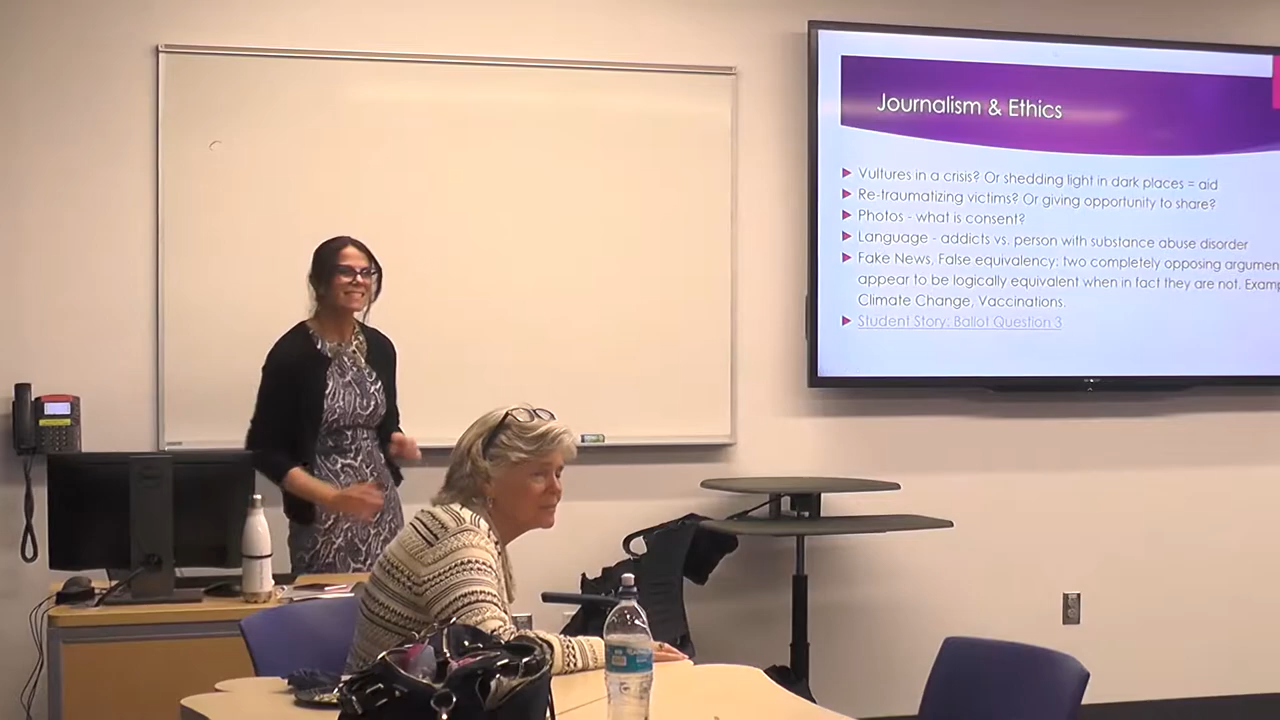 Journalism & Ethics
Vultures in a crisis? Or shedding light in dark places = aid
Re-traumatizing victims? Or giving opportunity to share?
Photos - what is consent?
Language - addicts vs. person with substance abuse disorder
Fake News, False equivalency: two completely opposing argumen
appear to be logically equivalent when in fact they are not. Examp
Climate Change, Vaccinations.
Student Story: Ballot Question 3